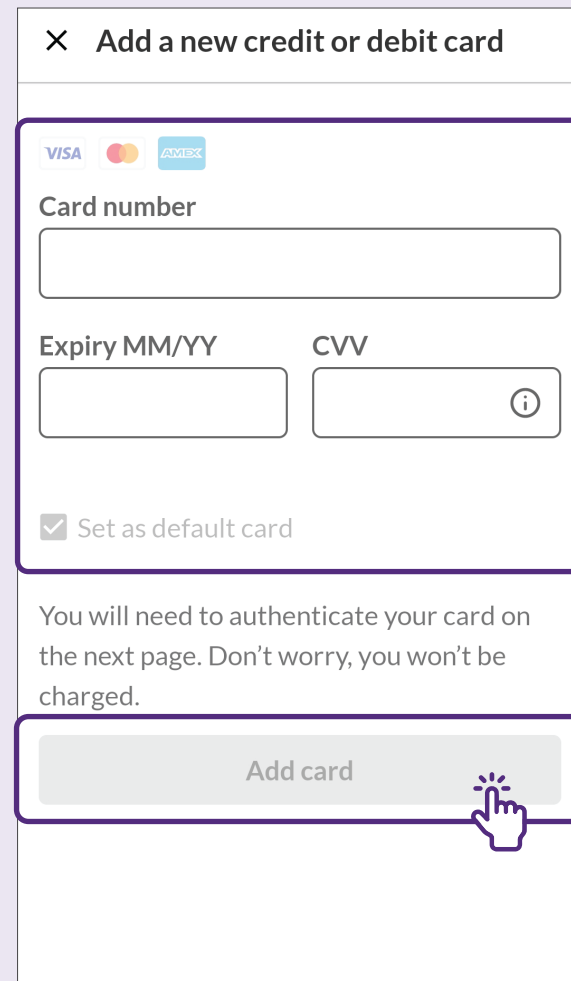 Add a new credit or debit card
VISA AMEX
Card number
Expiry MM/YY CVV
Set as default card
You will need to authenticate your card on
the next page. Don’t worry, you won’t be
charged.
Add card